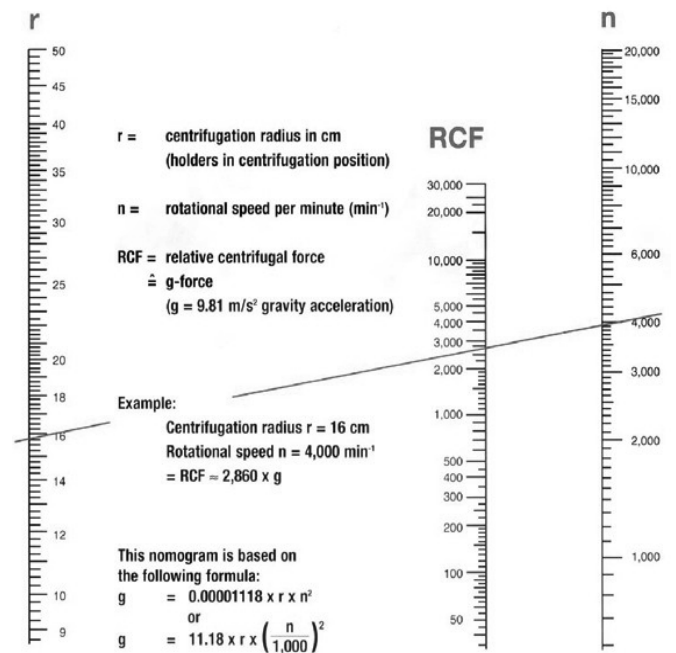 r
n
RCF
50
45
40
35
30
25
20
18
16
14
12
10
9
r = centrifugation radius in cm
(holders in centrifugation position)
n = rotational speed per minute (min⁻¹)
RCF = relative centrifugal force
≙ g-force
(g = 9.81 m/s² gravity acceleration)
Example:
Centrifugation radius r = 16 cm
Rotational speed n = 4,000 min⁻¹
= RCF = 2,860 x g
This nomogram is based on
the following formula:
g = 0.00001118 x r x n²
or
g = 11.18 x r x (n/1,000)²
30,000
20,000
10,000
5,000
4,000
3,000
2,000
1,000
500
400
300
200
100
50
20,000
15,000
10,000
6,000
4,000
3,000
2,000
1,000